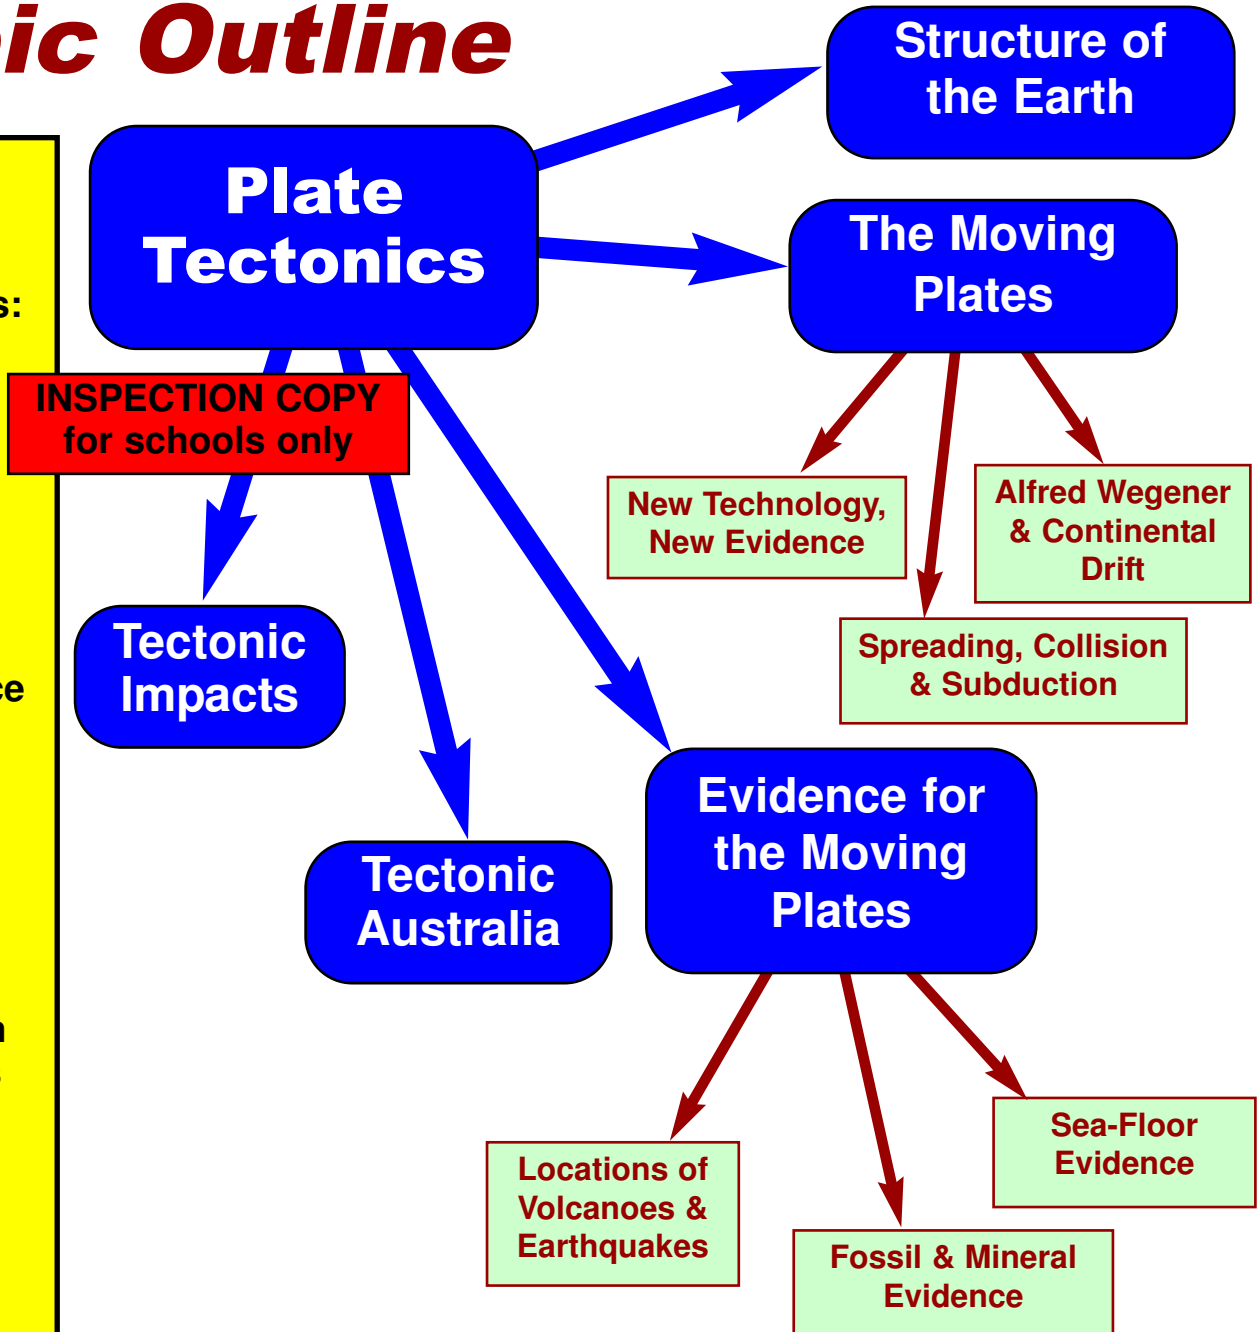 ic Outline
Structure of
the Earth
Plate
Tectonics
The Moving
Plates
s:
INSPECTION COPY
for schools only
New Technology,
New Evidence
Alfred Wegener
& Continental
Drift
Spreading, Collision
& Subduction
Tectonic
Impacts
ce
Tectonic
Australia
Evidence for
the Moving
Plates
Locations of
Volcanoes &
Earthquakes
Fossil & Mineral
Evidence
Sea-Floor
Evidence